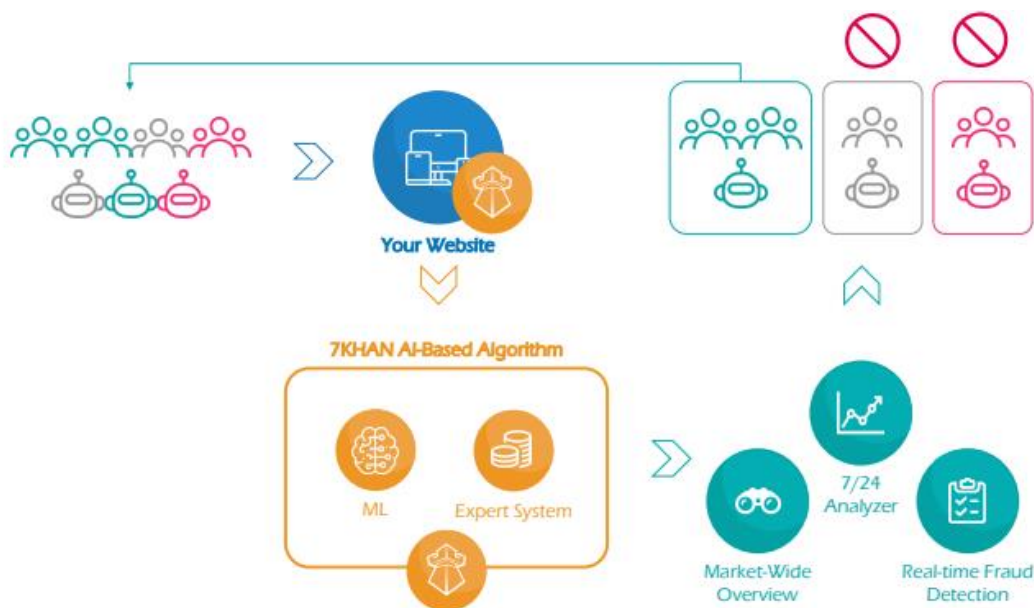 Your Website
7KHAN AI-Based Algorithm
ML
Expert System
7/24
Analyzer
Market-Wide
Overview
Real-time Fraud
Detection